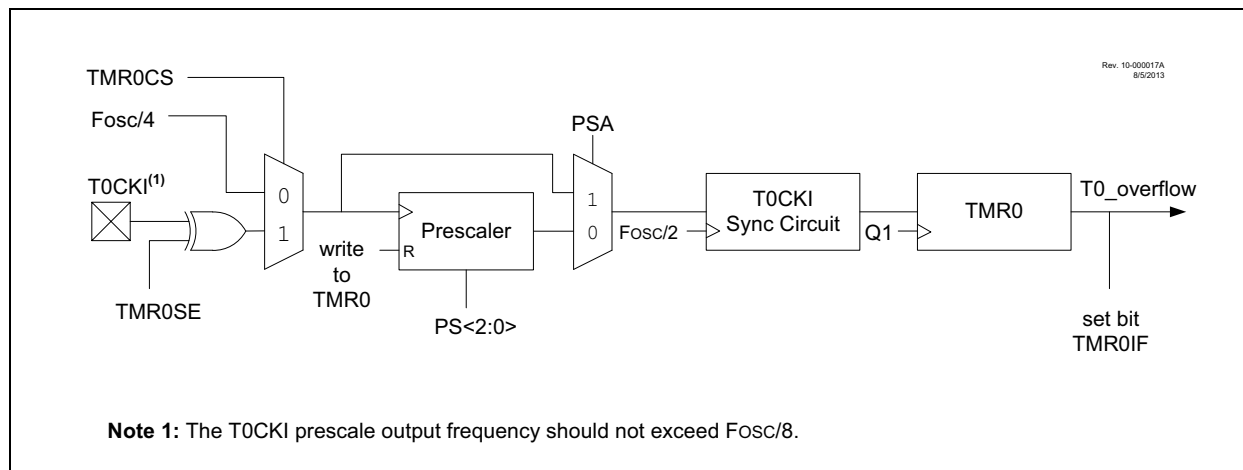 Rev. 10-000017A
8/5/2013
TMR0CS
Fosc/4
PSA
T0CKI(1)
0
1
TMR0SE
write
to
TMR0
R
Prescaler
PS<2:0>
1
0
FOSC/2
T0CKI
Sync Circuit
Q1
TMR0
T0_overflow
set bit
TMR0IF
Note 1: The T0CKI prescale output frequency should not exceed FOSC/8.